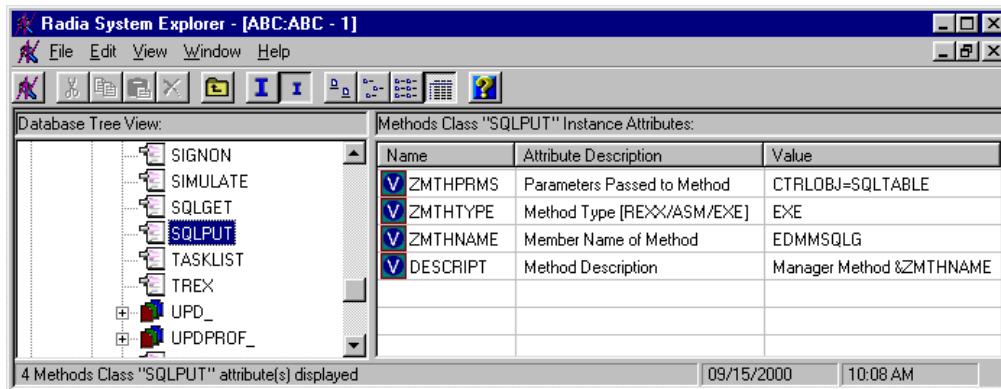 Radia System Explorer - [ABC:ABC - 1]
File Edit View Window Help
Database Tree View:
SIGNON
SIMULATE
SQLGET
SQLPUT
TASKLIST
TREX
UPD_
UPDPROF_
Methods Class "SQLPUT" Instance Attributes:
Name Attribute Description Value
V ZMTHPRMS Parameters Passed to Method CTRLOBJ=SQLTABLE
V ZMTHTYPE Method Type [REXX/ASM/EXE] EXE
V ZMTHNAME Member Name of Method EDMMSQLG
V DESCRIPT Method Description Manager Method &ZMTHNAME
4 Methods Class "SQLPUT" attribute(s) displayed 09/15/2000 10:08 AM